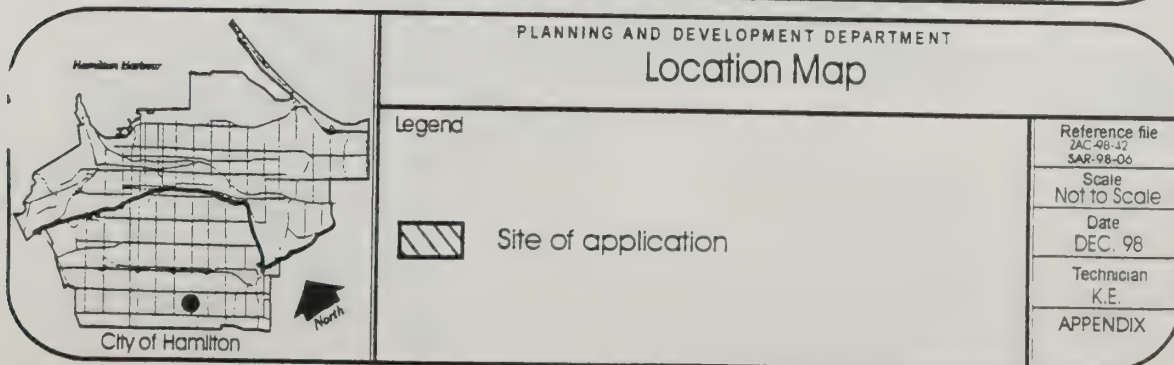 Hamilton Harbour
North
City of Hamilton
PLANNING AND DEVELOPMENT DEPARTMENT
Location Map
Legend
Site of application
Reference file
ZAC-98-42
SAR-98-06
Scale
Not to Scale
Date
DEC. 98
Technician
K.E.
APPENDIX